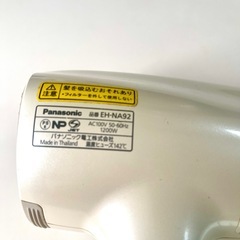 髪を吸込むおそれあり
・フィルターを外して使用しない
Panasonic 品番 EH-NA92
NP JET AC100V 50-60Hz
1200W
パナソニック電工株式会社
Made in Thailand 温度ヒューズ142℃